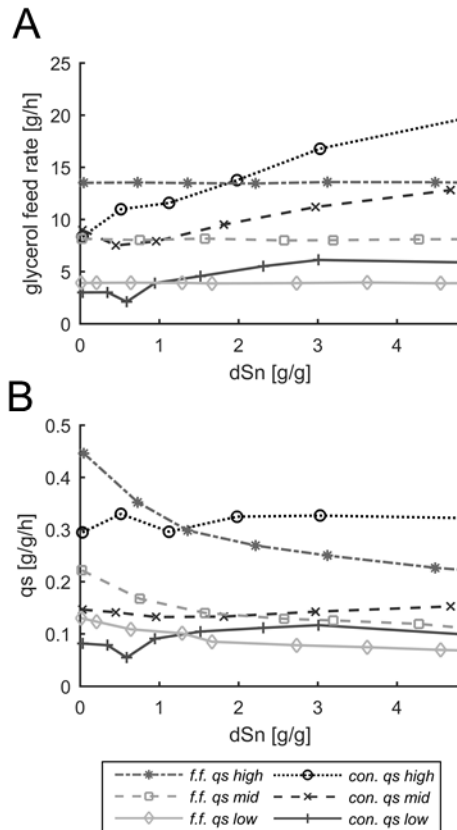 A
25
20
15
10
5
0
glycerol feed rate [g/h]
0 1 2 3 4
dSn [g/g]
B
0.5
0.4
0.3
0.2
0.1
0
qs [g/g/h]
0 1 2 3 4
dSn [g/g]
f.f. qs high con. qs high
f.f. qs mid con. qs mid
f.f. qs low con. qs low